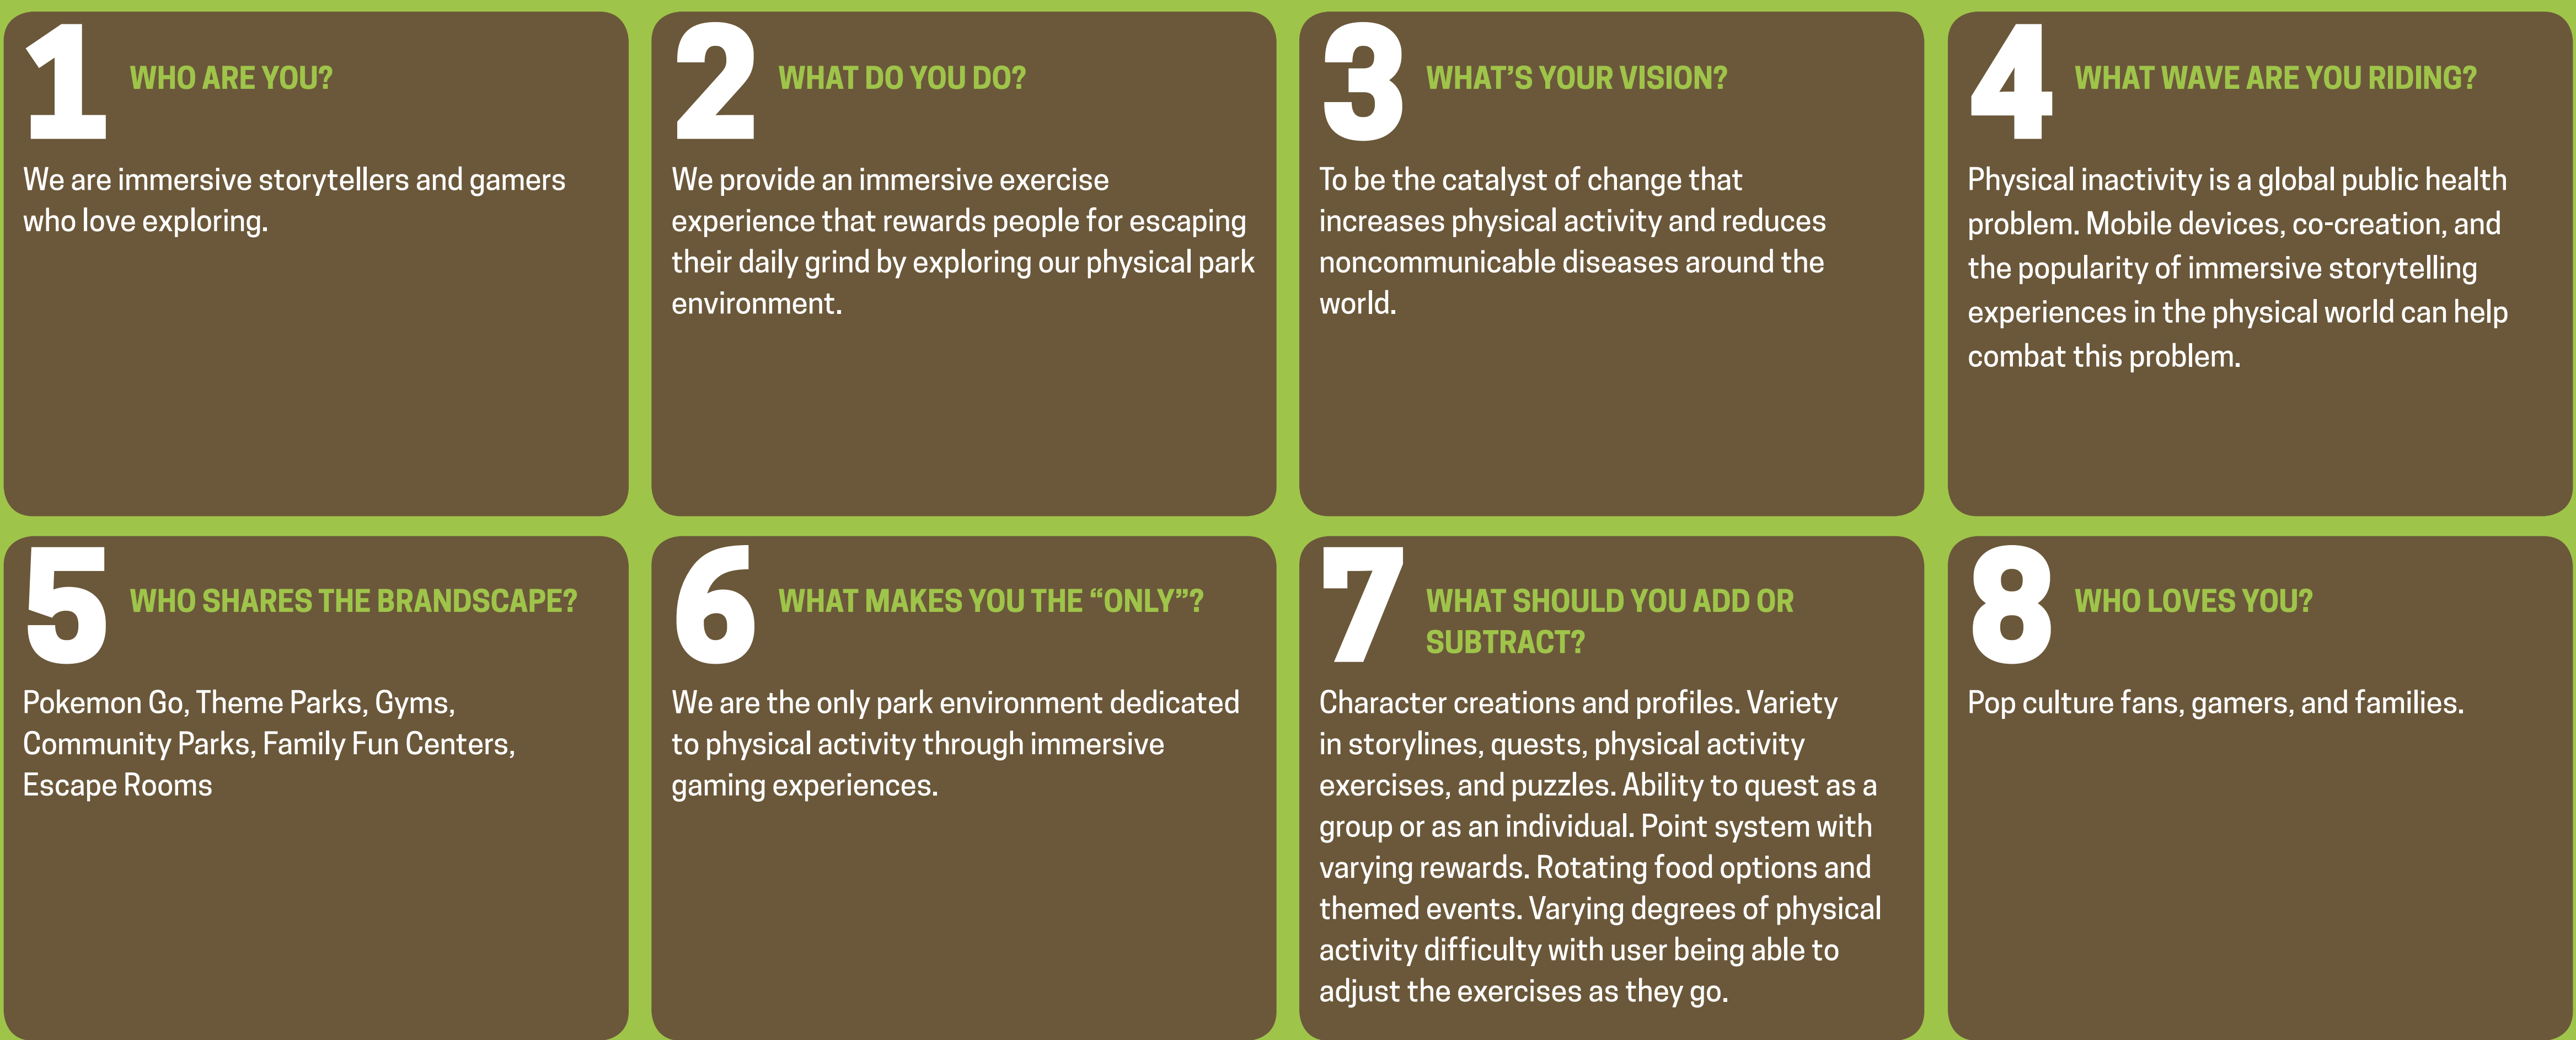 1 WHO ARE YOU?
We are immersive storytellers and gamers
who love exploring.
2 WHAT DO YOU DO?
We provide an immersive exercise
experience that rewards people for escaping
their daily grind by exploring our physical park
environment.
3 WHAT’S YOUR VISION?
To be the catalyst of change that
increases physical activity and reduces
noncommunicable diseases around the
world.
4 WHAT WAVE ARE YOU RIDING?
Physical inactivity is a global public health
problem. Mobile devices, co-creation, and
the popularity of immersive storytelling
experiences in the physical world can help
combat this problem.
5 WHO SHARES THE BRANDSCAPE?
Pokemon Go, Theme Parks, Gyms,
Community Parks, Family Fun Centers,
Escape Rooms
6 WHAT MAKES YOU THE “ONLY”?
We are the only park environment dedicated
to physical activity through immersive
gaming experiences.
7 WHAT SHOULD YOU ADD OR
SUBTRACT?
Character creations and profiles. Variety
in storylines, quests, physical activity
exercises, and puzzles. Ability to quest as a
group or as an individual. Point system with
varying rewards. Rotating food options and
themed events. Varying degrees of physical
activity difficulty with user being able to
adjust the exercises as they go.
8 WHO LOVES YOU?
Pop culture fans, gamers, and families.